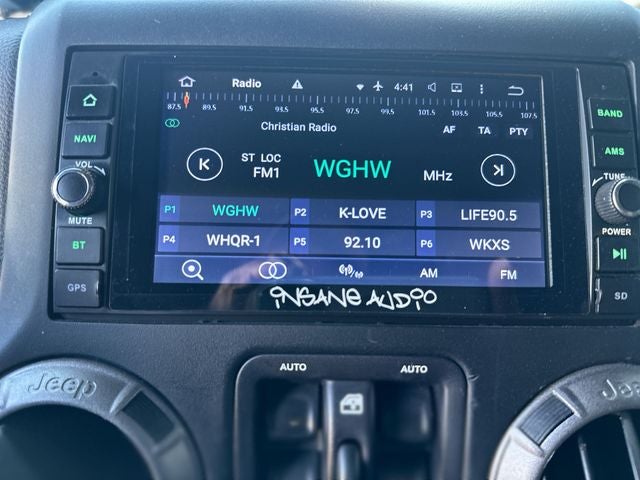 Radio 4:41
87.5 89.5 91.5 93.5 95.5 97.5 99.5 101.5 103.5 105.5 107.5
Christian Radio AF TA PTY
ST LOC
FM1 WGHW MHz
P1 WGHW P2 K-LOVE P3 LIFE90.5
P4 WHQR-1 P5 92.10 P6 WKXS
AM FM
NAVI
VOL
MUTE
BT
GPS
BAND
AMS
TUNE
POWER
SD
INSANE AUDIO
AUTO AUTO
Jeep Jeep